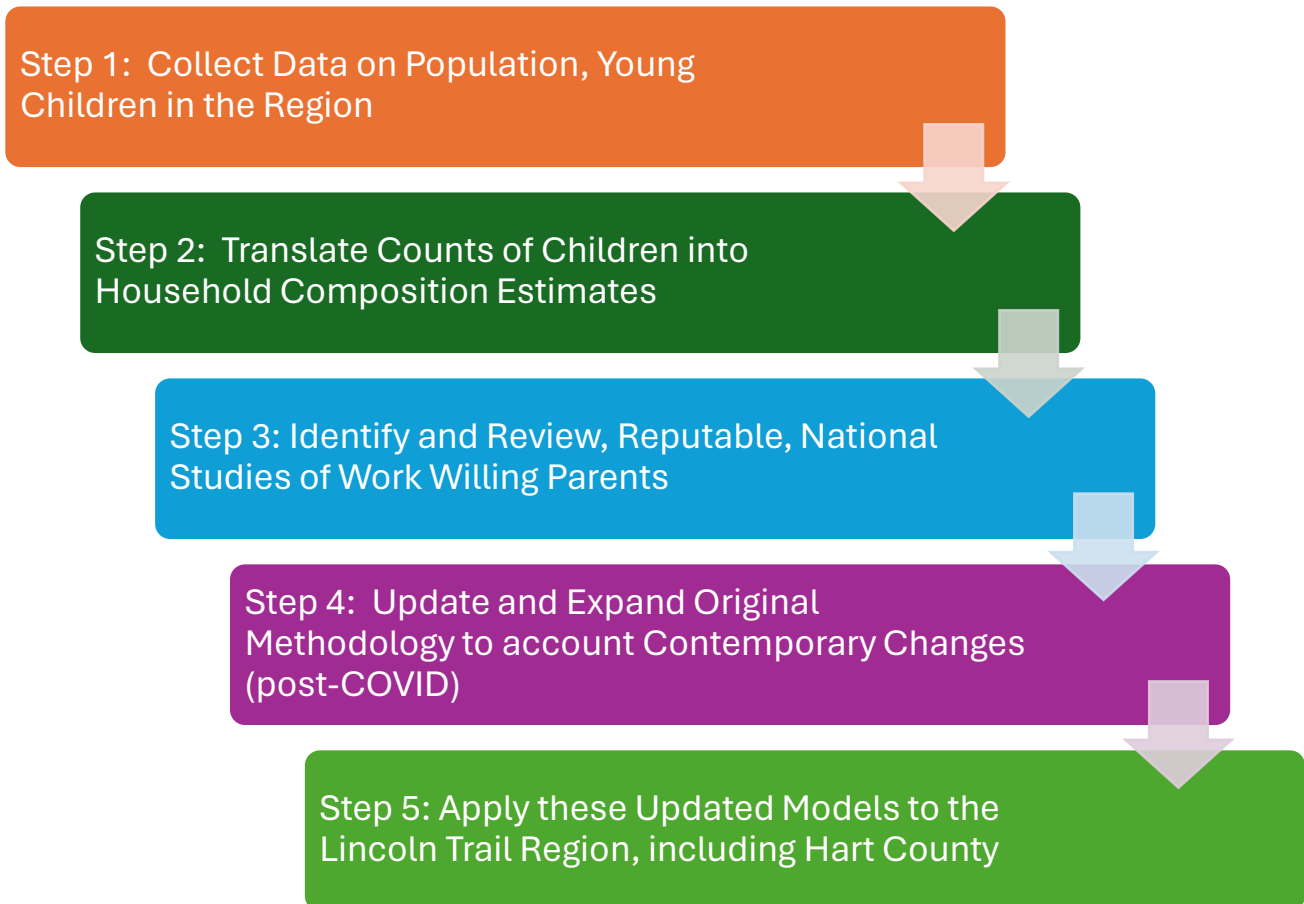 Step 1:  Collect Data on Population, Young
Children in the Region
Step 2:  Translate Counts of Children into
Household Composition Estimates
Step 3: Identify and Review, Reputable, National
Studies of Work Willing Parents
Step 4:  Update and Expand Original
Methodology to account Contemporary Changes
(post-COVID)
Step 5: Apply these Updated Models to the
Lincoln Trail Region, including Hart County